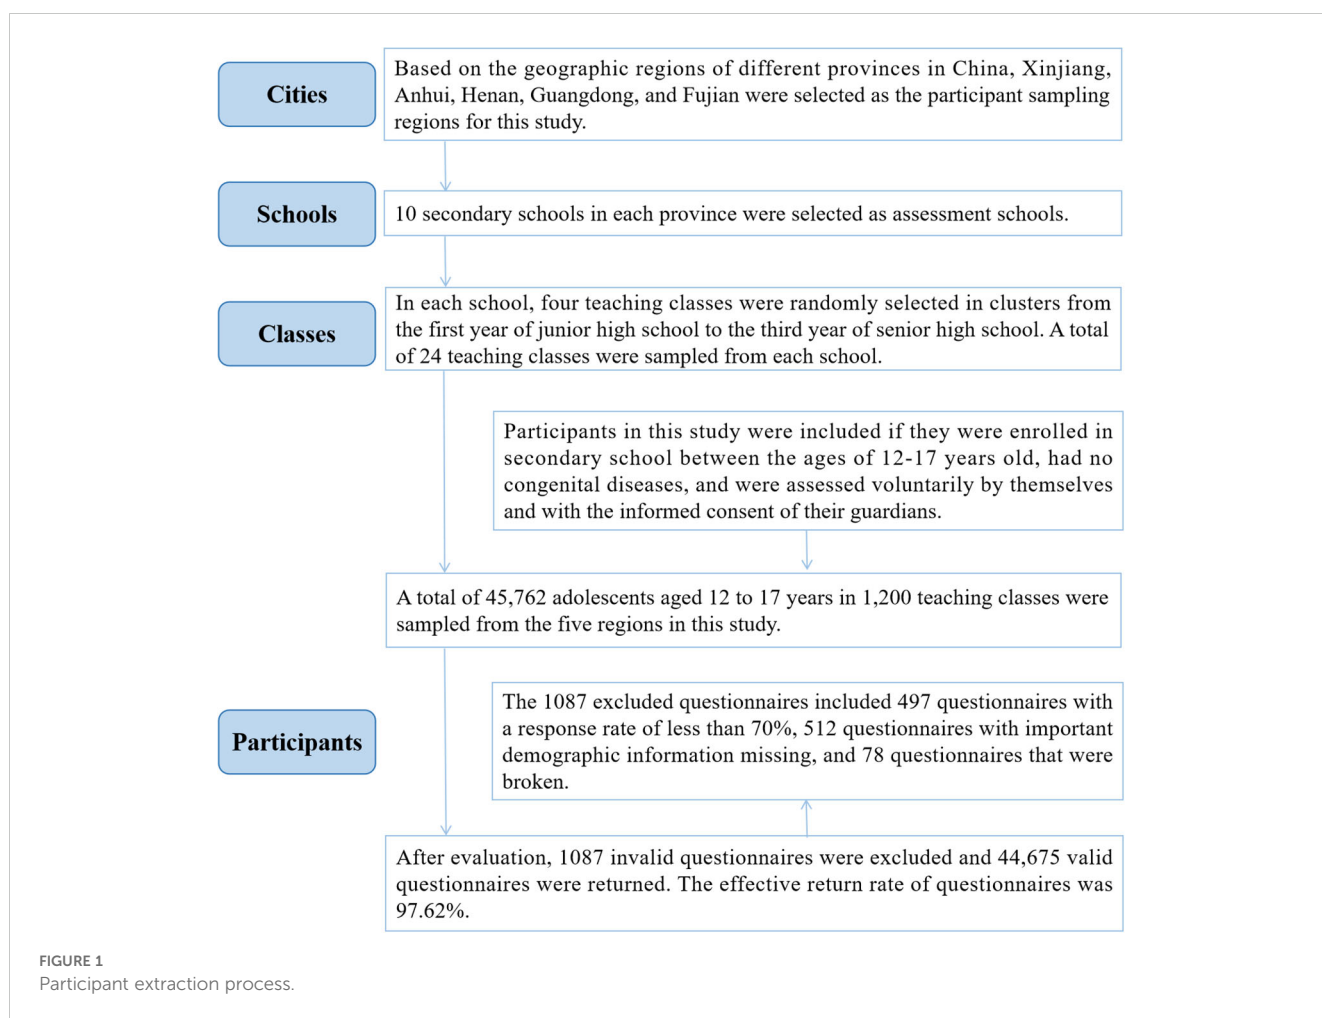 Cities
Based on the geographic regions of different provinces in China, Xinjiang,
Anhui, Henan, Guangdong, and Fujian were selected as the participant sampling
regions for this study.
Schools
10 secondary schools in each province were selected as assessment schools.
Classes
In each school, four teaching classes were randomly selected in clusters from
the first year of junior high school to the third year of senior high school. A total
of 24 teaching classes were sampled from each school.
Participants in this study were included if they were enrolled in
secondary school between the ages of 12-17 years old, had no
congenital diseases, and were assessed voluntarily by themselves
and with the informed consent of their guardians.
A total of 45,762 adolescents aged 12 to 17 years in 1,200 teaching classes were
sampled from the five regions in this study.
Participants
The 1087 excluded questionnaires included 497 questionnaires with
a response rate of less than 70%, 512 questionnaires with important
demographic information missing, and 78 questionnaires that were
broken.
After evaluation, 1087 invalid questionnaires were excluded and 44,675 valid
questionnaires were returned. The effective return rate of questionnaires was
97.62%.
FIGURE 1
Participant extraction process.